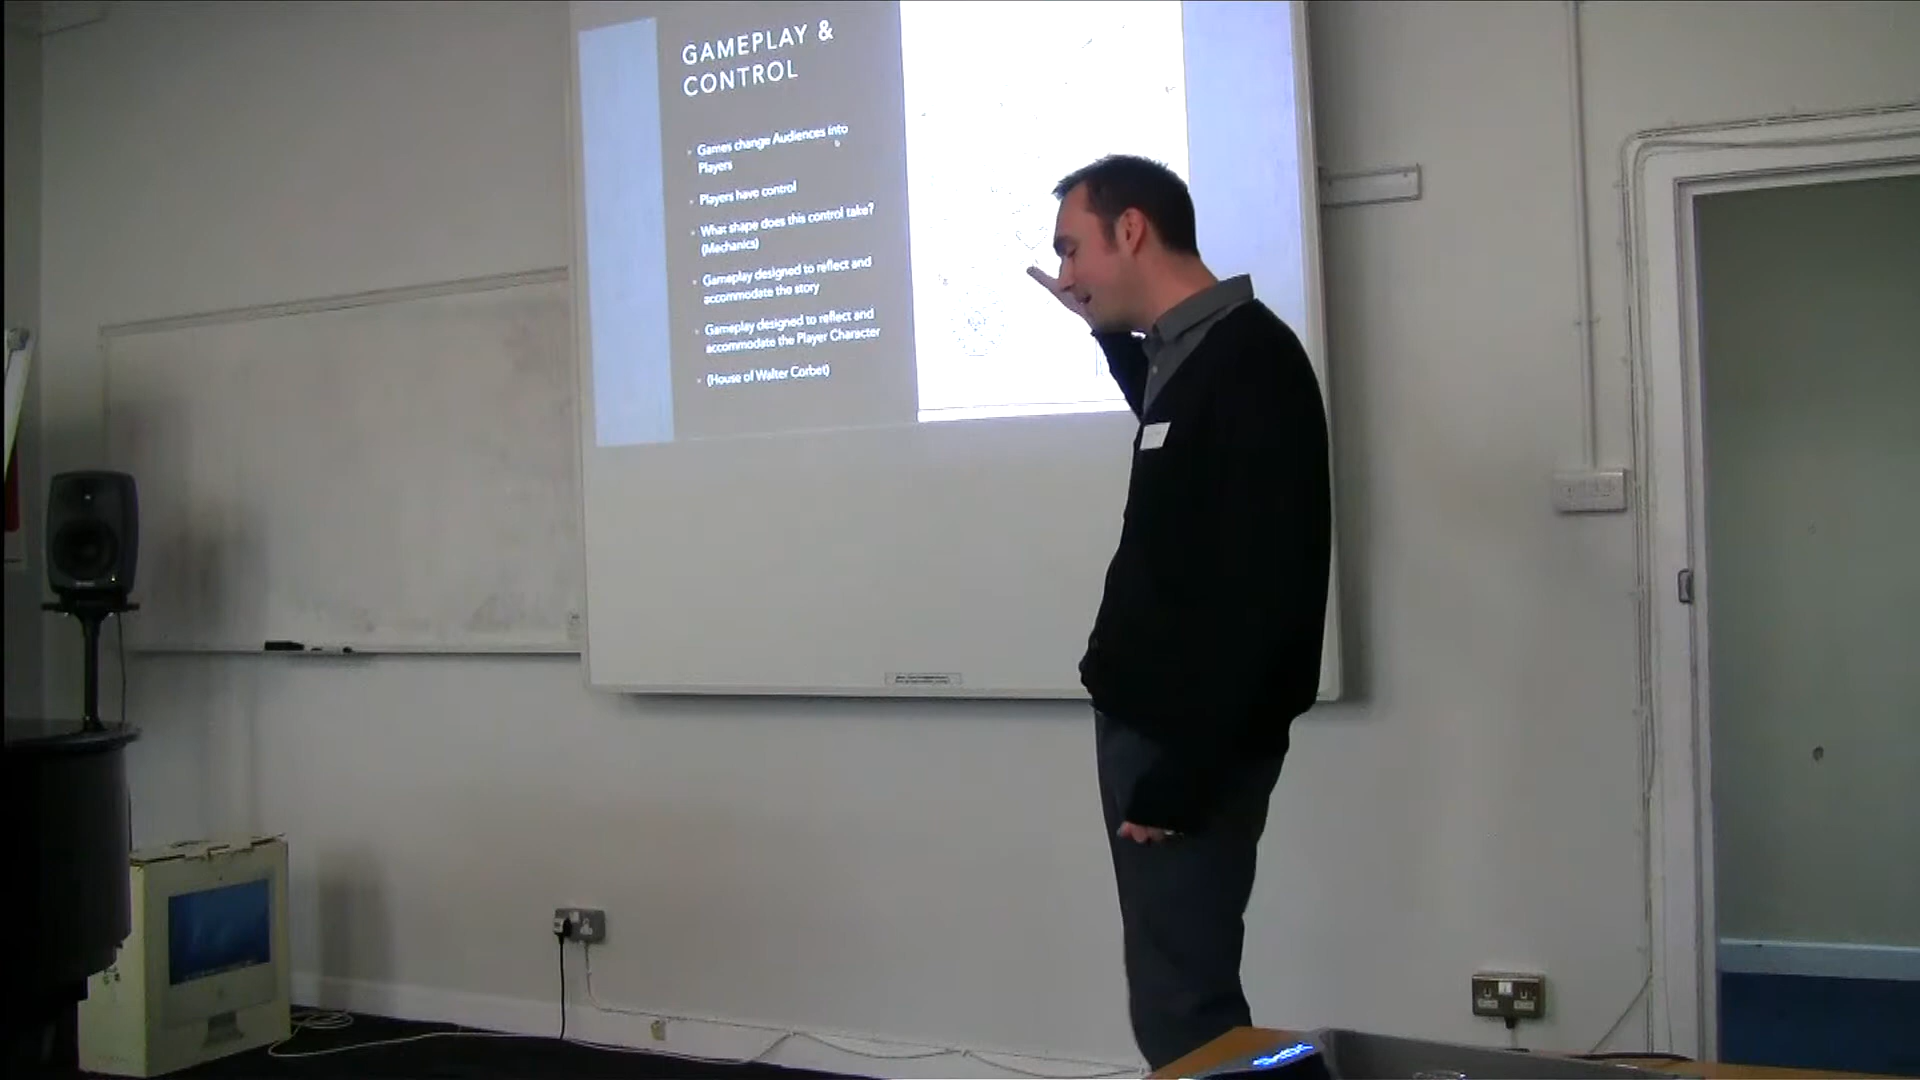 GAMEPLAY &
CONTROL
Games change Audiences into
Players
Players have control
What shape does this control take?
(Mechanics)
Gameplay designed to reflect and
accommodate the story
Gameplay designed to reflect and
accommodate the Player Character
(House of Walter Corbet)